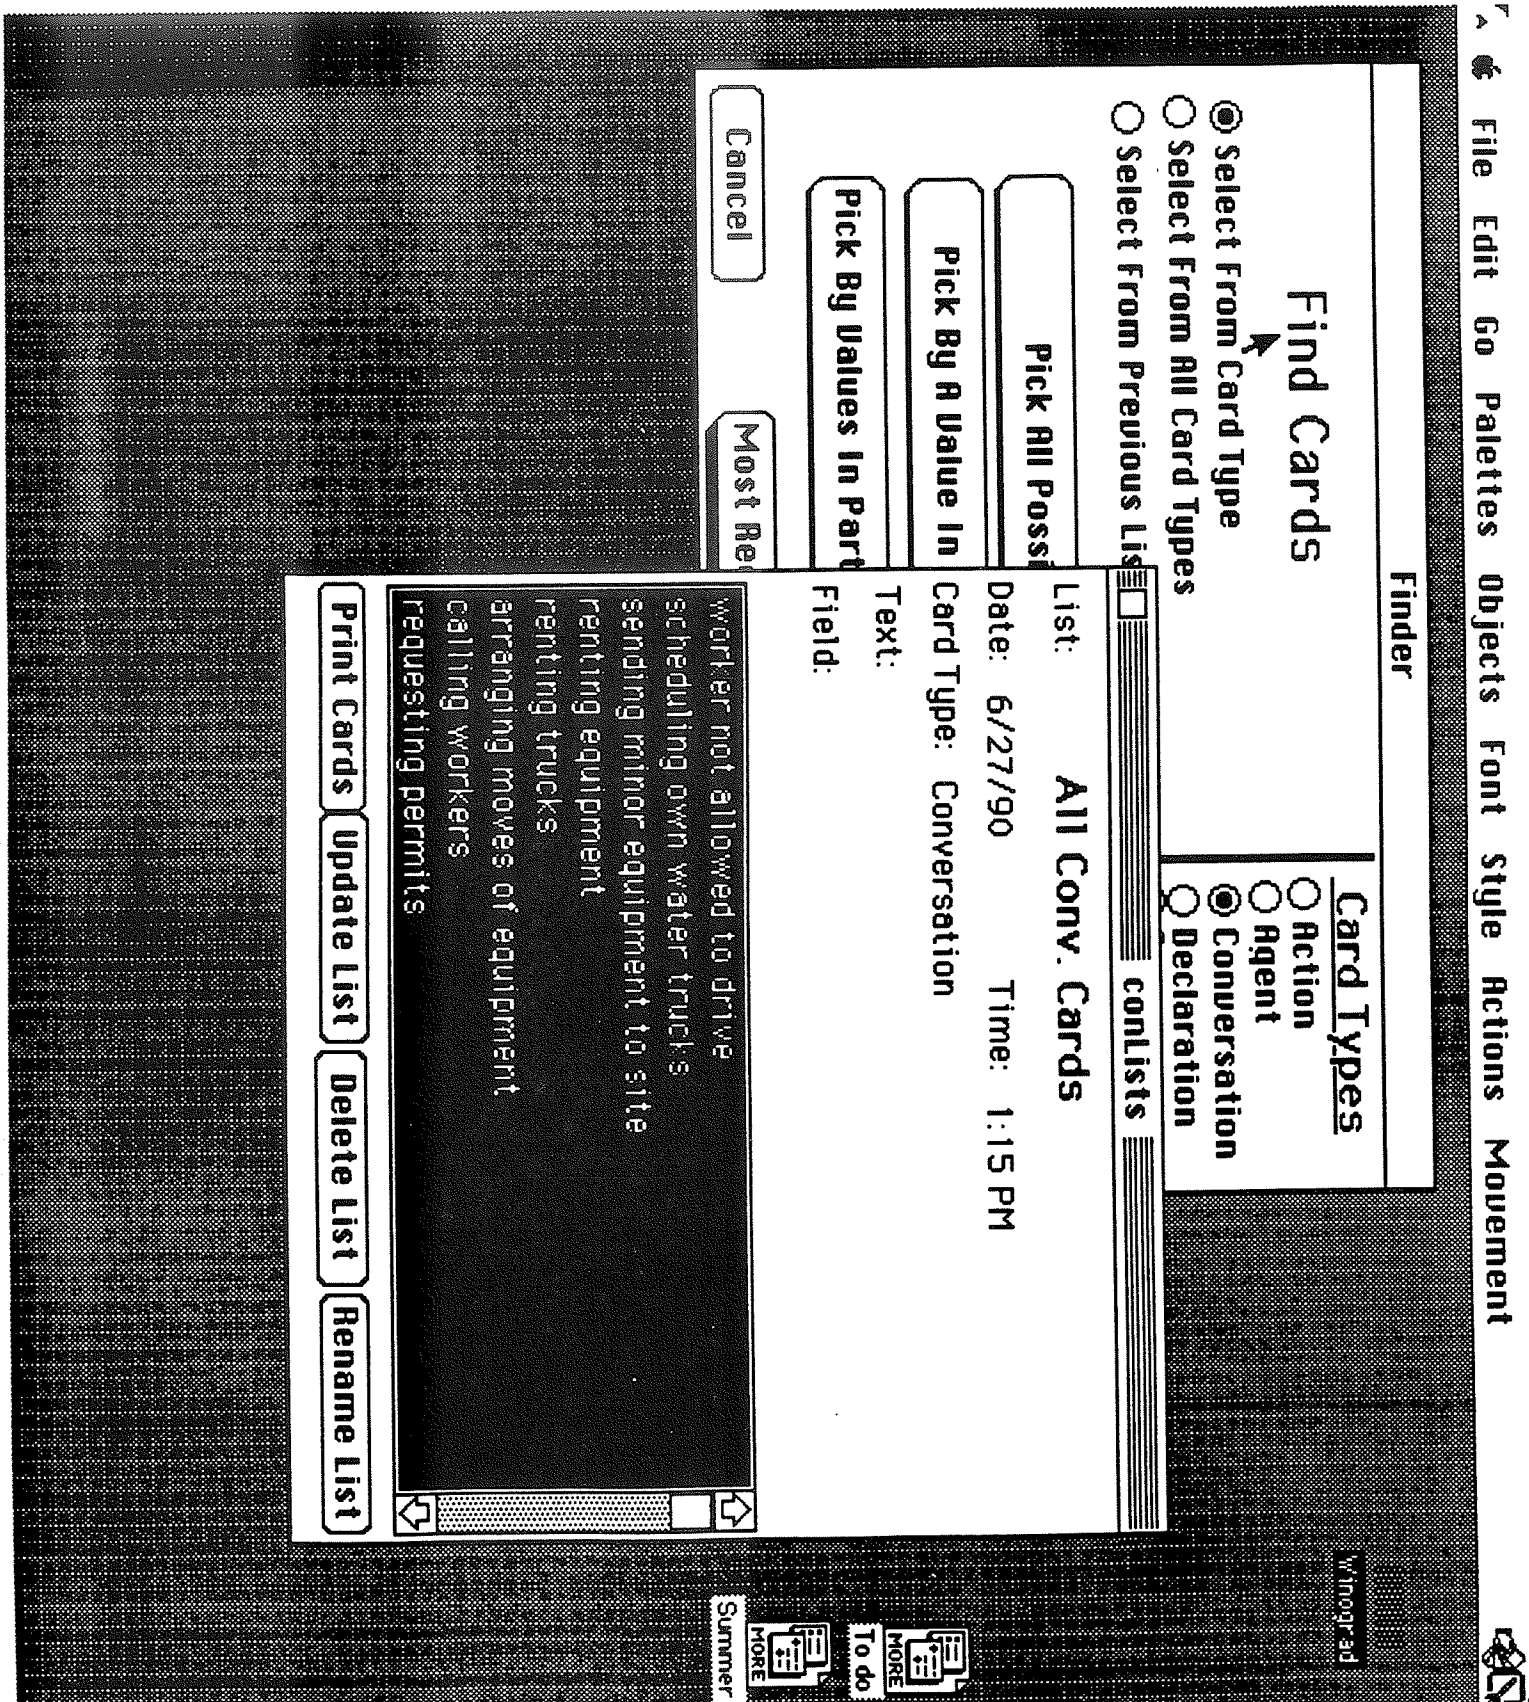 File Edit Go Palettes Objects Font Style Actions Movement
Finder
Find Cards
Select From Card Type
Select From All Card Types
Select From Previous Lis
Pick All Possi
Pick By A Value In
Pick By Values In Part
Cancel
Most Re
Card Types
Action
Agent
Conversation
Declaration
conLists
List: All Conv. Cards
Date: 6/27/90 Time: 1:15 PM
Card Type: Conversation
Text:
Field:
worker not allowed to drive
scheduling own water trucks
sending minor equipment to site
renting equipment
renting trucks
arranging moves of equipment
calling workers
requesting permits
Print Cards Update List Delete List Rename List
Winograd
MORE
To do
MORE
Summer